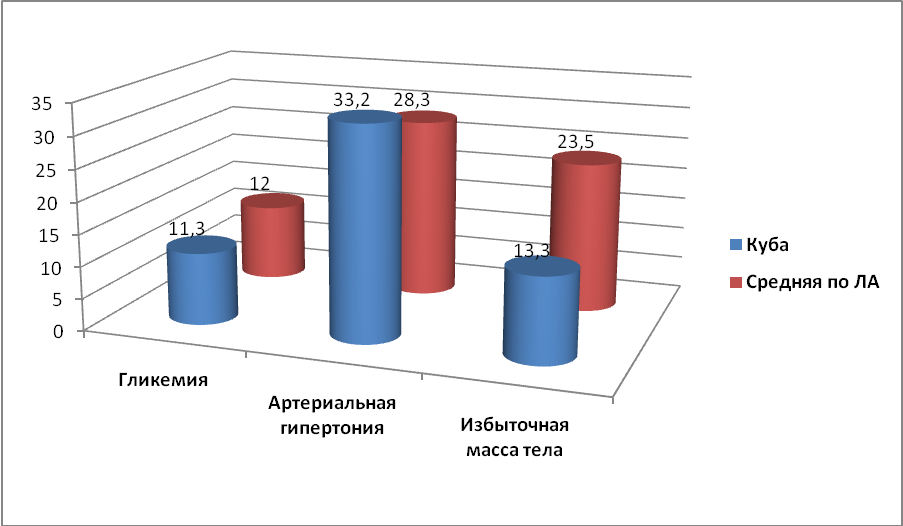 35
30
25
20
15
10
5
0
11,3
12
33,2
28,3
13,3
23,5
Гликемия
Артериальная
гипертония
Избыточная
масса тела
Куба
Средняя по ЛА